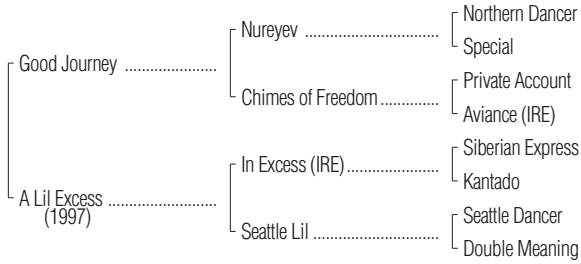 Northern Dancer
Nureyev ........................
Special
Good Journey ......................
Private Account
Chimes of Freedom ..............
Aviance (IRE)
Siberian Express
In Excess (IRE) ......................
Kantado
A Lil Excess ..........................
(1997)
Seattle Dancer
Seattle Lil ..............................
Double Meaning